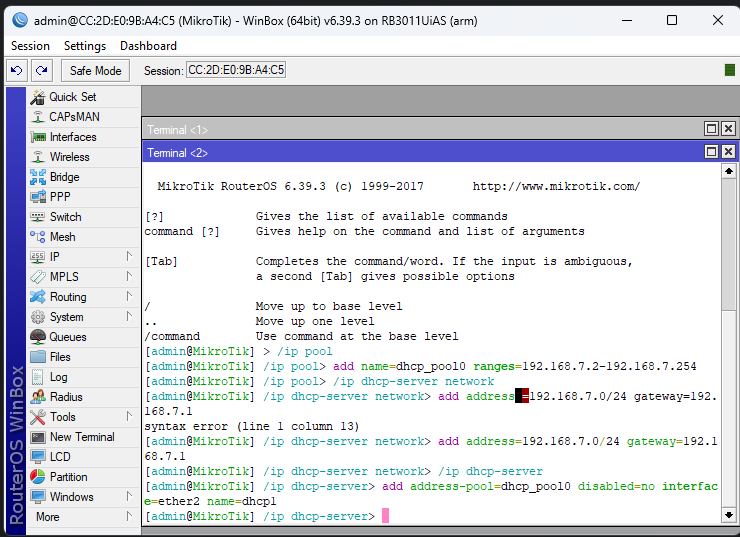 admin@CC:2D:E0:9B:A4:C5 (MikroTik) - WinBox (64bit) v6.39.3 on RB3011UiAS (arm)
Session Settings Dashboard
Safe Mode Session: CC:2D:E0:9B:A4:C5
RouterOS WinBox
Quick Set
CAPsMAN
Interfaces
Wireless
Bridge
PPP
Switch
Mesh
IP
MPLS
Routing
System
Queues
Files
Log
Radius
Tools
New Terminal
LCD
Partition
Windows
More
Terminal <1>
Terminal <2>
MikroTik RouterOS 6.39.3 (c) 1999-2017 http://www.mikrotik.com/
[?] Gives the list of available commands
command [?] Gives help on the command and list of arguments
[Tab] Completes the command/word. If the input is ambiguous,
a second [Tab] gives possible options
/ Move up to base level
.. Move up one level
/command Use command at the base level
[admin@MikroTik] > /ip pool
[admin@MikroTik] /ip pool> add name=dhcp_pool0 ranges=192.168.7.2-192.168.7.254
[admin@MikroTik] /ip pool> /ip dhcp-server network
[admin@MikroTik] /ip dhcp-server network> add address =192.168.7.0/24 gateway=192.
168.7.1
syntax error (line 1 column 13)
[admin@MikroTik] /ip dhcp-server network> add address=192.168.7.0/24 gateway=192.1
68.7.1
[admin@MikroTik] /ip dhcp-server network> /ip dhcp-server
[admin@MikroTik] /ip dhcp-server> add address-pool=dhcp_pool0 disabled=no interfac
e=ether2 name=dhcp1
[admin@MikroTik] /ip dhcp-server>